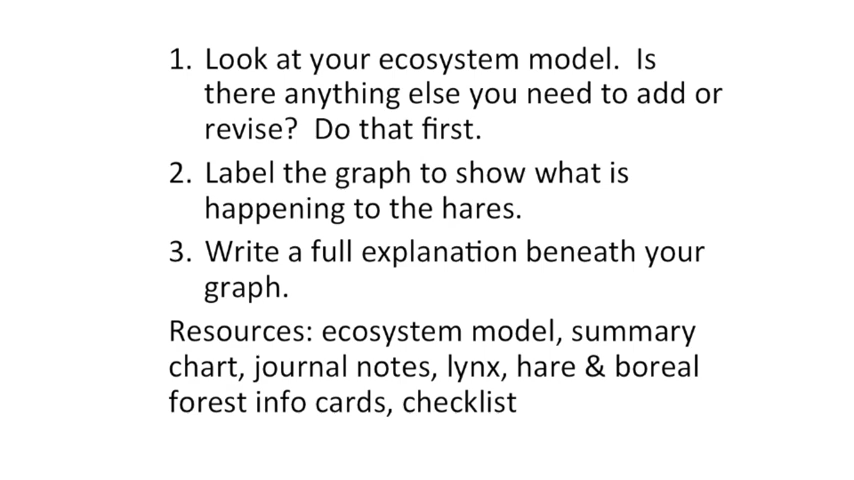 1. Look at your ecosystem model. Is
there anything else you need to add or
revise? Do that first.
2. Label the graph to show what is
happening to the hares.
3. Write a full explanation beneath your
graph.
Resources: ecosystem model, summary
chart, journal notes, lynx, hare & boreal
forest info cards, checklist